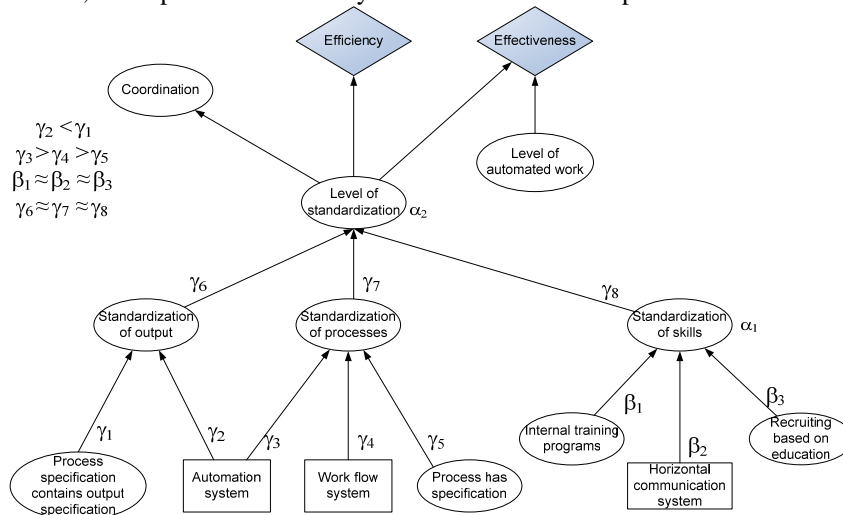 Efficiency
Effectiveness
Coordination
γ2 <γ1
γ3>γ4 >γ5
β1≈β2 ≈β3
γ6≈γ7 ≈γ8
Level of
automated work
Level of
standardization
α2
γ6
γ7
γ8
Standardization
of output
Standardization
of processes
Standardization
of skills
α1
γ1
γ2
γ3
γ4
γ5
β1
β2
β3
Process
specification
contains output
specification
Automation
system
Work flow
system
Process has
specification
Internal training
programs
Horizontal
communication
system
Recruiting
based on
education